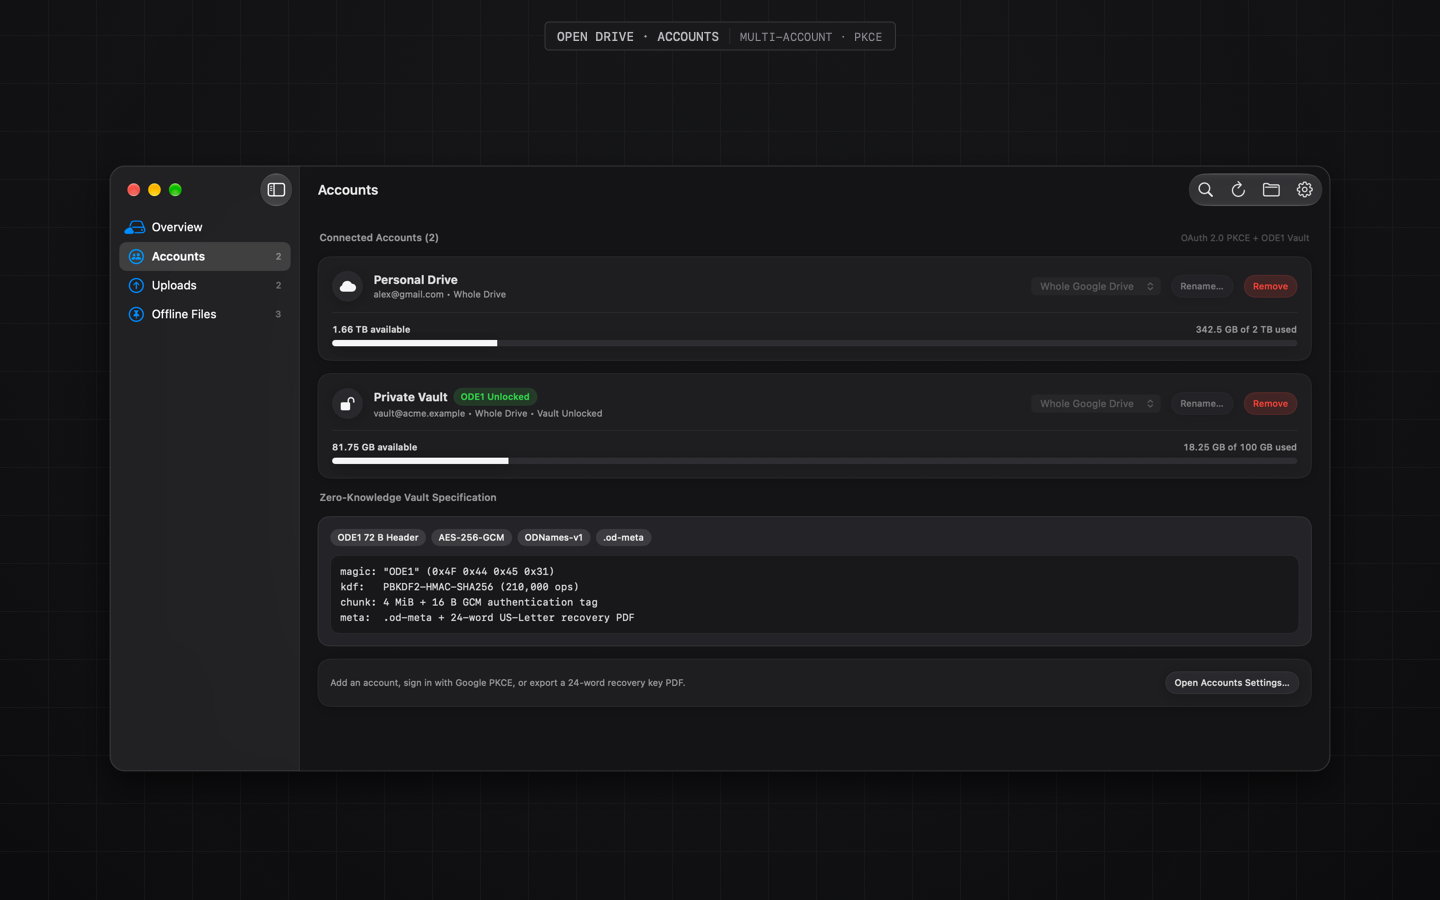 OPEN DRIVE · ACCOUNTS MULTI-ACCOUNT · PKCE
Accounts
Overview
Accounts 2
Uploads 2
Offline Files 3
Connected Accounts (2)
OAuth 2.0 PKCE + ODE1 Vault
Personal Drive
alex@gmail.com • Whole Drive
Whole Google Drive
Rename...
Remove
1.66 TB available
342.5 GB of 2 TB used
Private Vault ODE1 Unlocked
vault@acme.example • Whole Drive • Vault Unlocked
Whole Google Drive
Rename...
Remove
81.75 GB available
18.25 GB of 100 GB used
Zero-Knowledge Vault Specification
ODE1 72 B Header AES-256-GCM ODNames-v1 .od-meta
magic: "ODE1" (0x4F 0x44 0x45 0x31)
kdf: PBKDF2-HMAC-SHA256 (210,000 ops)
chunk: 4 MiB + 16 B GCM authentication tag
meta: .od-meta + 24-word US-Letter recovery PDF
Add an account, sign in with Google PKCE, or export a 24-word recovery key PDF.
Open Accounts Settings...